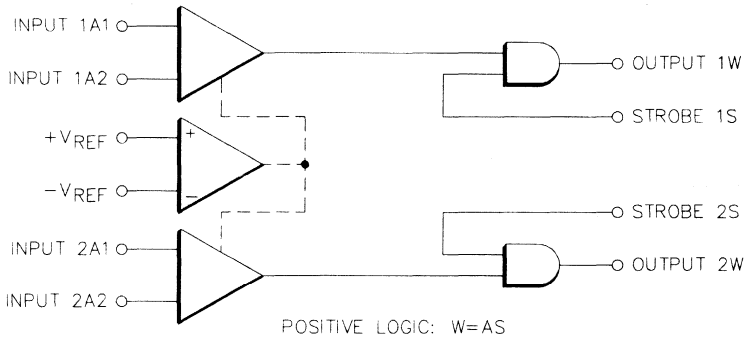 INPUT 1A1
INPUT 1A2
OUTPUT 1W
STROBE 1S
+VREF
+
−VREF
−
STROBE 2S
INPUT 2A1
OUTPUT 2W
INPUT 2A2
POSITIVE LOGIC: W=AS